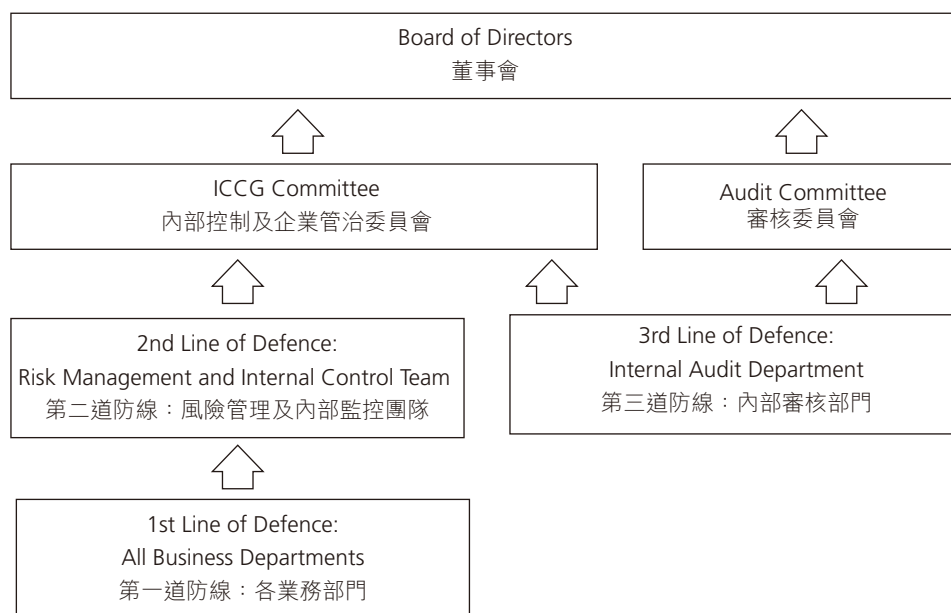 Board of Directors
董事會
ICCG Committee
內部控制及企業管治委員會
Audit Committee
審核委員會
2nd Line of Defence:
Risk Management and Internal Control Team
第二道防線：風險管理及內部監控團隊
3rd Line of Defence:
Internal Audit Department
第三道防線：內部審核部門
1st Line of Defence:
All Business Departments
第一道防線：各業務部門